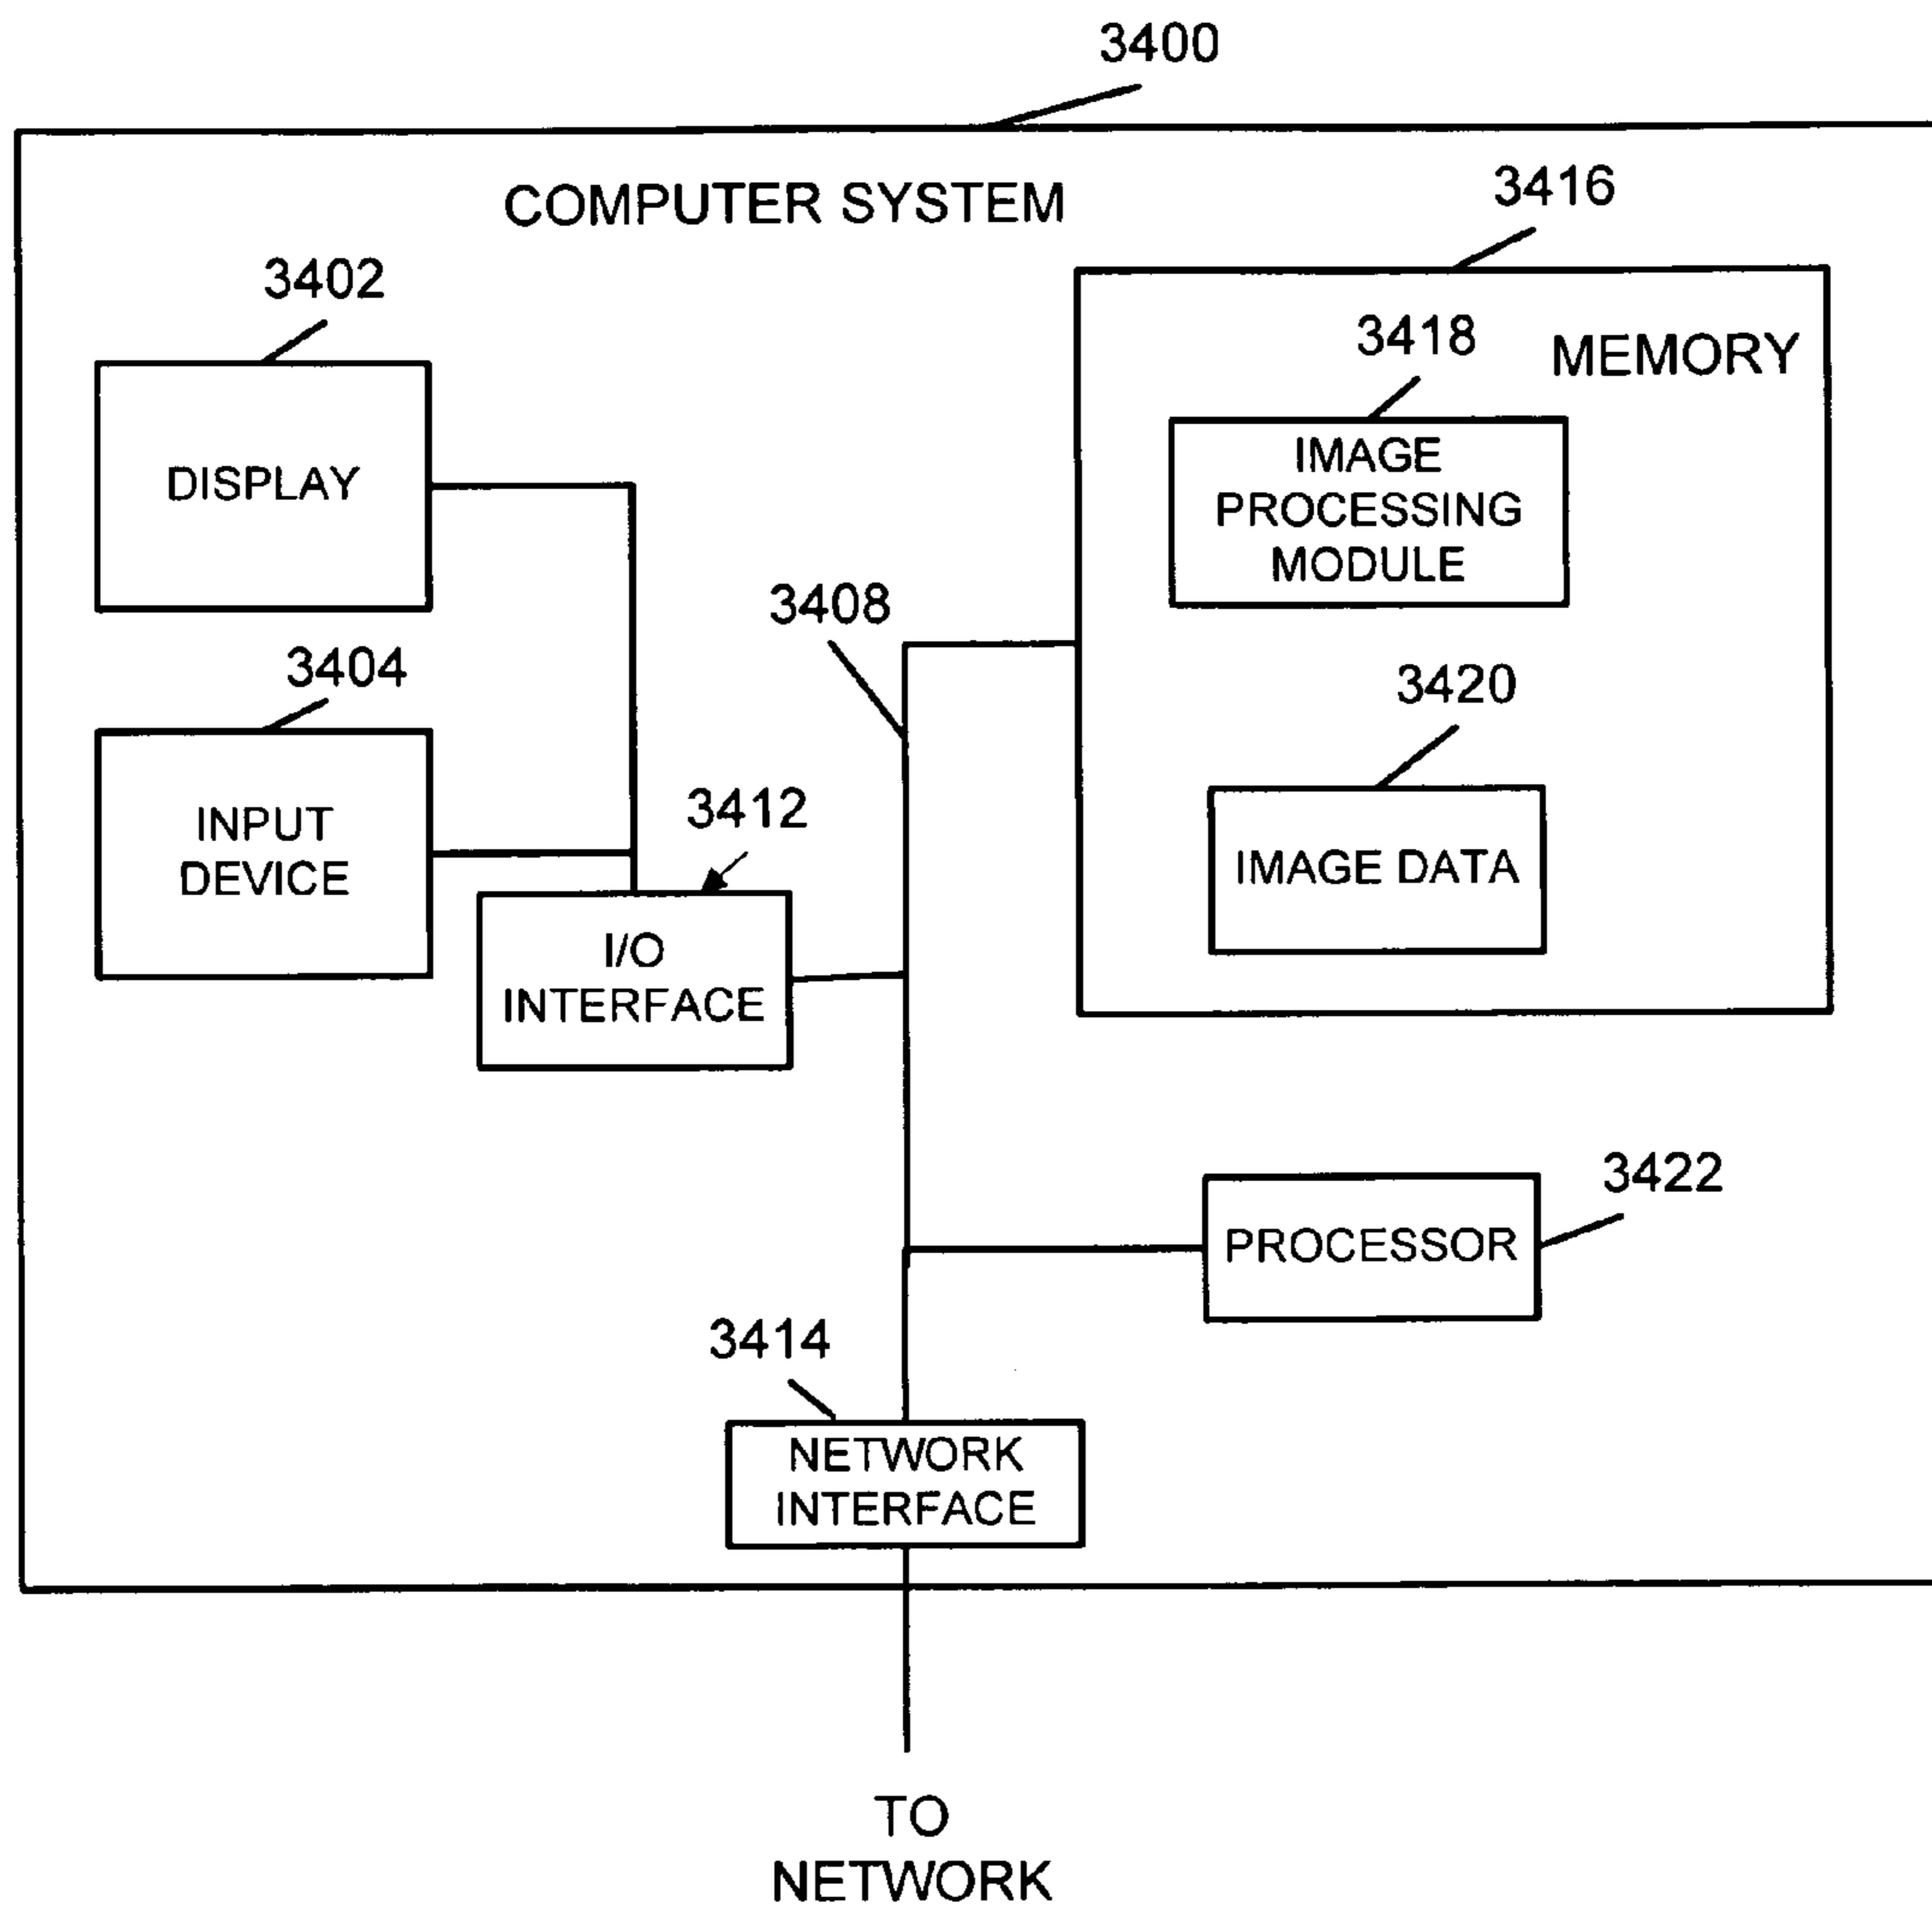 3400
COMPUTER SYSTEM
3416
3402
3418
MEMORY
DISPLAY
IMAGE
PROCESSING
MODULE
3408
3404
3420
3412
INPUT
DEVICE
IMAGE DATA
I/O
INTERFACE
3422
PROCESSOR
3414
NETWORK
INTERFACE
TO
NETWORK